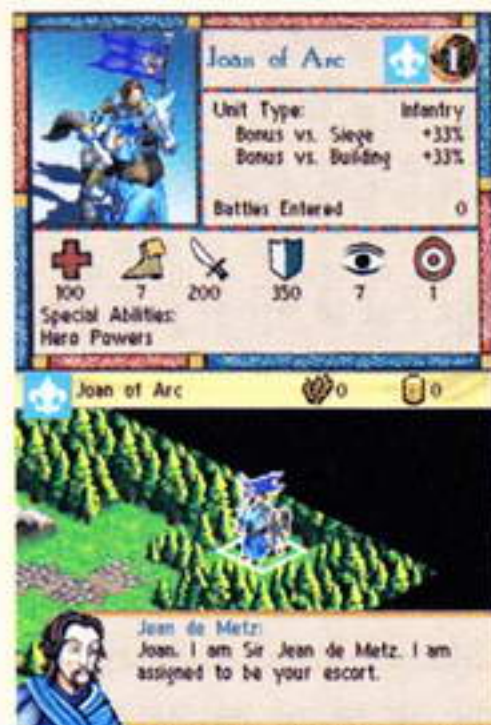 Joan of Arc 1
Unit Type: Infantry
Bonus vs. Siege +33%
Bonus vs. Building +33%
Battles Entered 0
100 7 200 350 7 1
Special Abilities:
Hero Powers
Joan of Arc 0 0
Jean de Metz:
Joan. I am Sir Jean de Metz. I am
assigned to be your escort.